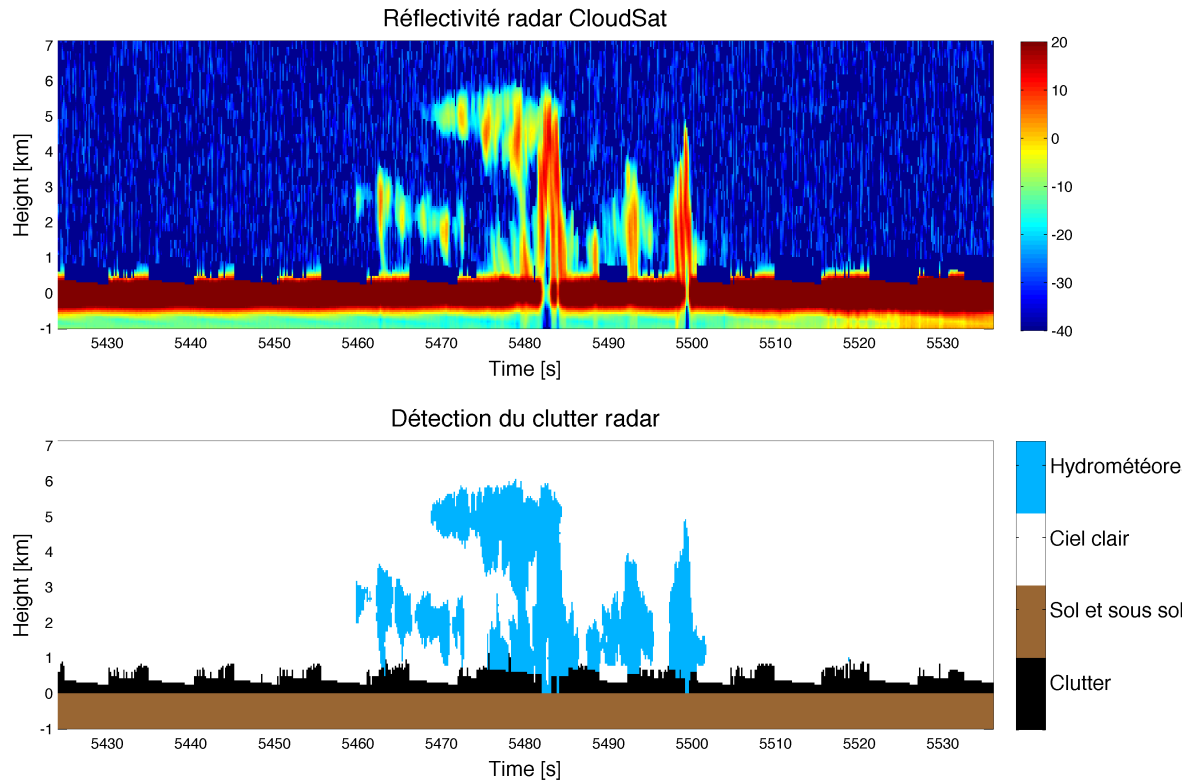 Réflectivité radar CloudSat
Height [km]
7
6
5
4
3
2
1
0
-1
5430 5440 5450 5460 5470 5480 5490 5500 5510 5520 5530
Time [s]
20
10
0
-10
-20
-30
-40
Détection du clutter radar
Height [km]
7
6
5
4
3
2
1
0
-1
5430 5440 5450 5460 5470 5480 5490 5500 5510 5520 5530
Time [s]
Hydrométéore
Ciel clair
Sol et sous sol
Clutter